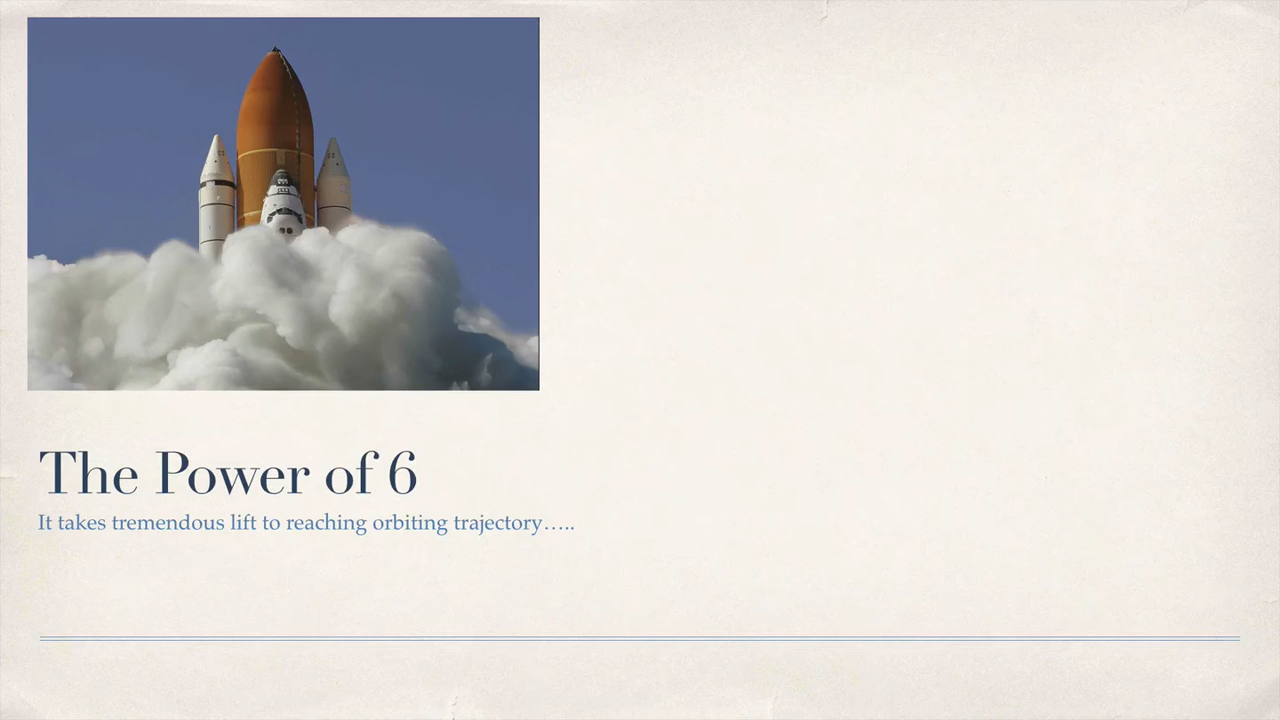 The Power of 6
It takes tremendous lift to reaching orbiting trajectory…..